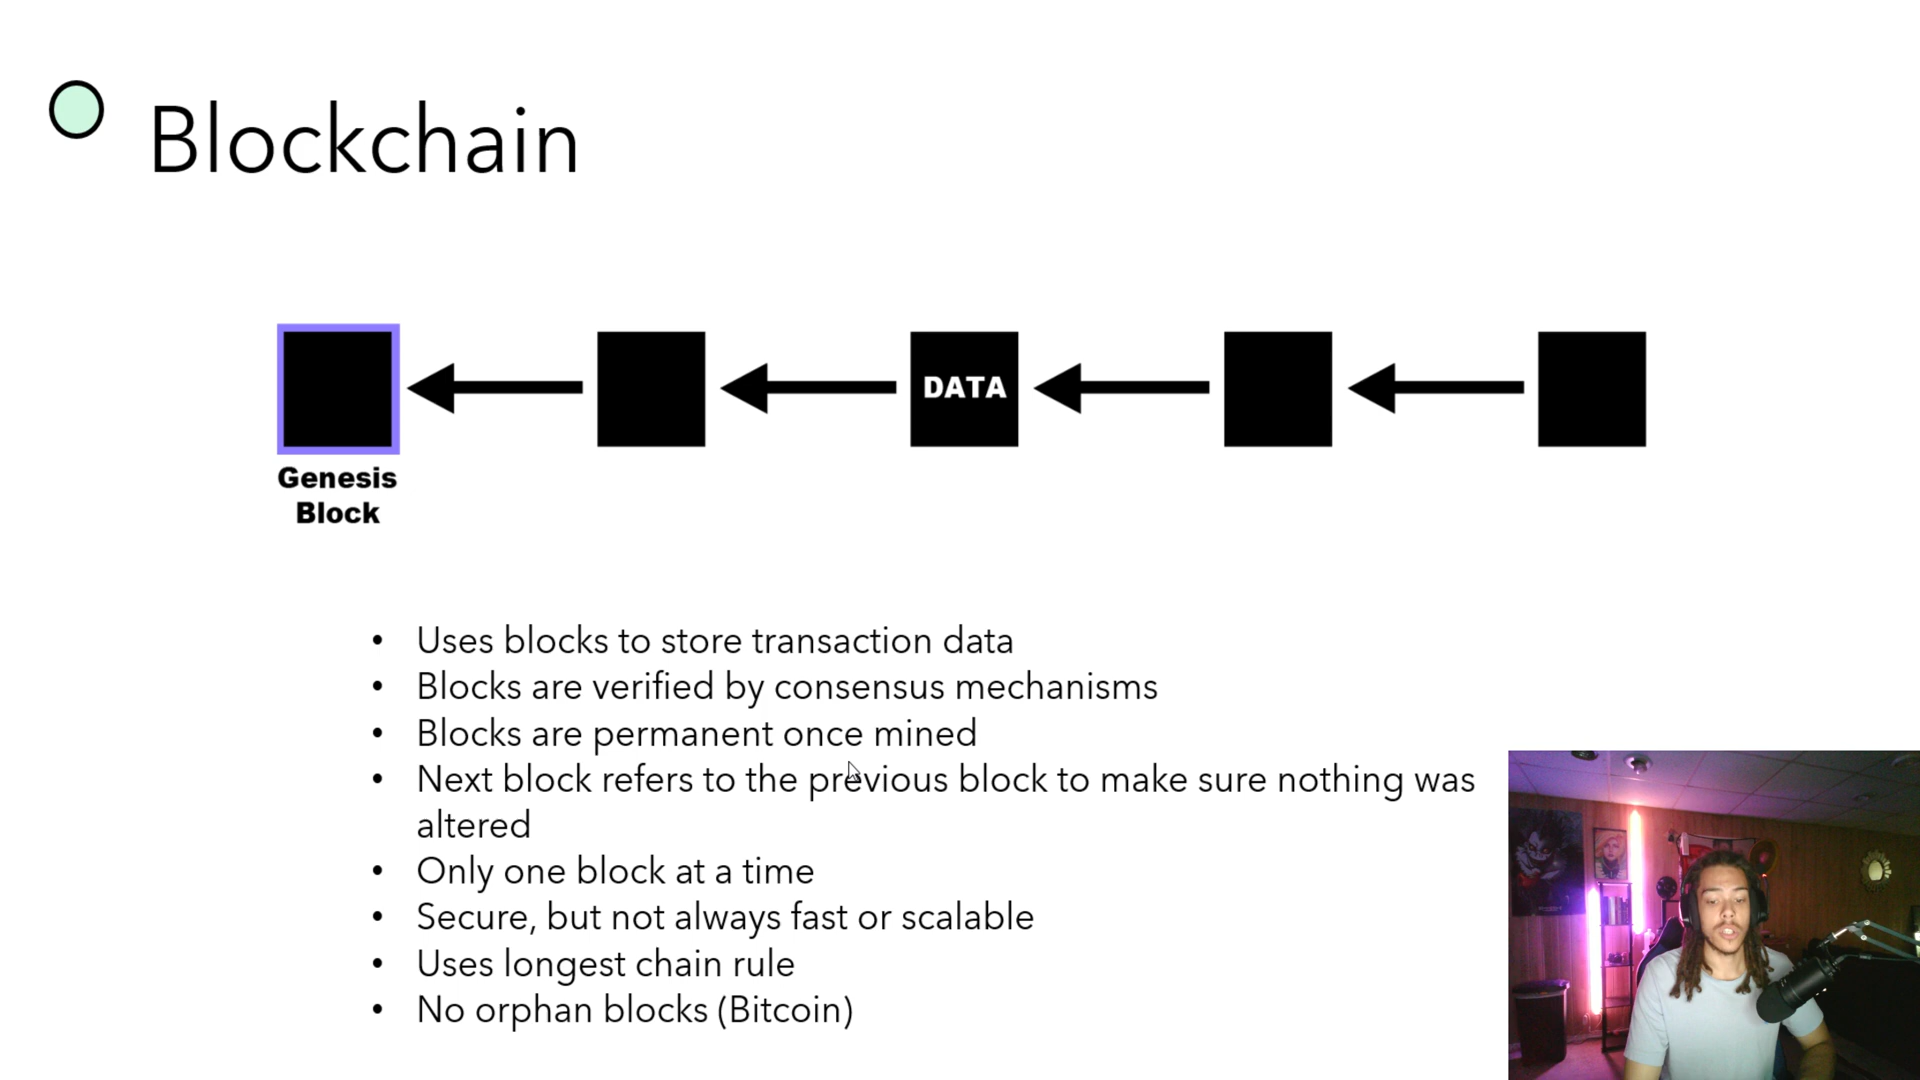 Blockchain
DATA
Genesis
Block
• Uses blocks to store transaction data
• Blocks are verified by consensus mechanisms
• Blocks are permanent once mined
• Next block refers to the previous block to make sure nothing was
altered
• Only one block at a time
• Secure, but not always fast or scalable
• Uses longest chain rule
• No orphan blocks (Bitcoin)